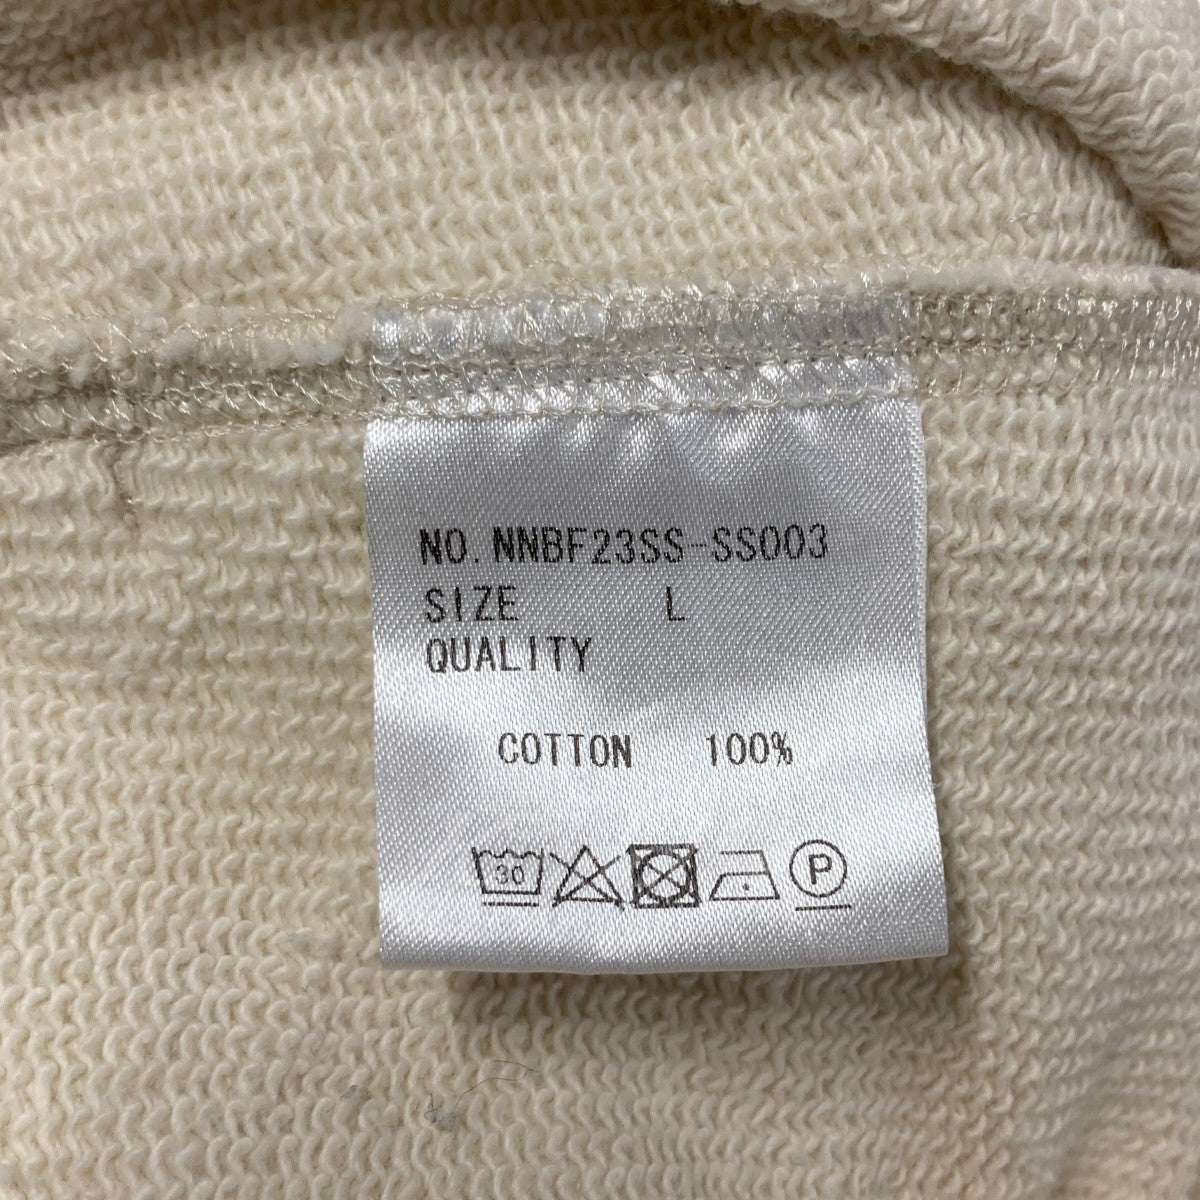 NO. NNBF23SS-SS003
SIZE L
QUALITY
COTTON 100%
30 P